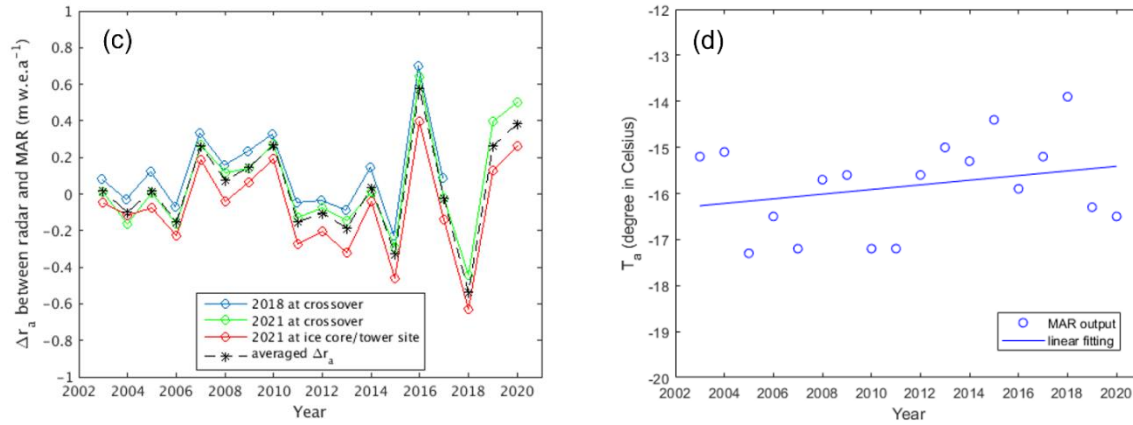 (c)
Δrₐ between radar and MAR (m w.e.a⁻¹)
1
0.8
0.6
0.4
0.2
0
-0.2
-0.4
-0.6
-0.8
-1
2018 at crossover
2021 at crossover
2021 at ice core/tower site
averaged Δrₐ
2002 2004 2006 2008 2010 2012 2014 2016 2018 2020
Year
(d)
Tₐ (degree in Celsius)
-12
-13
-14
-15
-16
-17
-18
-19
-20
MAR output
linear fitting
2002 2004 2006 2008 2010 2012 2014 2016 2018 2020
Year